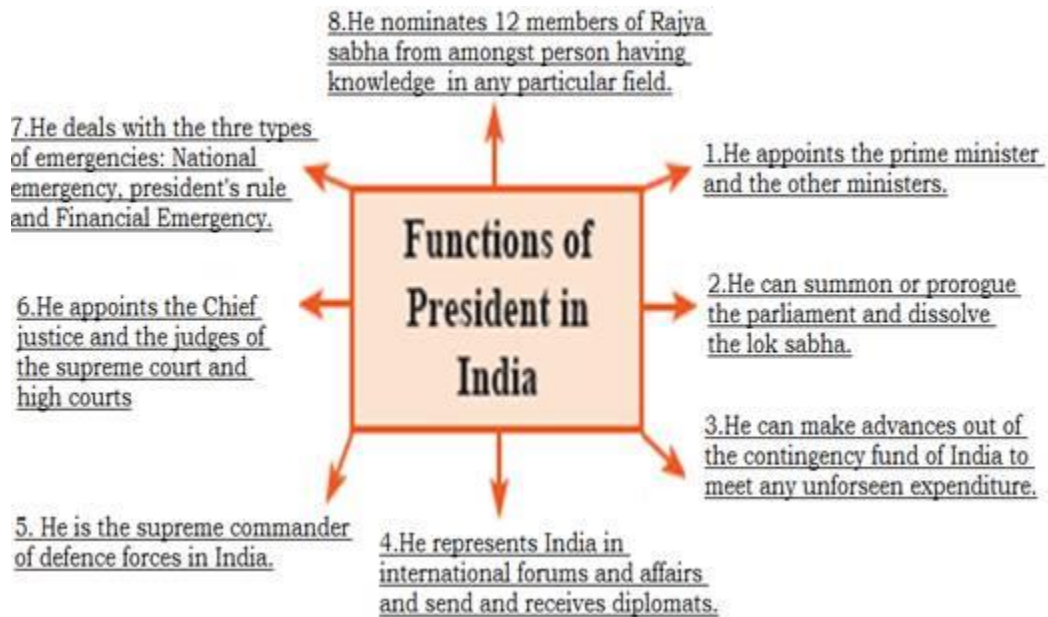 8.He nominates 12 members of Rajya
sabha from amongst person having
knowledge in any particular field.
7.He deals with the thre types
of emergencies: National
emergency, president's rule
and Financial Emergency.
1.He appoints the prime minister
and the other ministers.
Functions of
President in
India
6.He appoints the Chief
justice and the judges of
the supreme court and
high courts
2.He can summon or prorogue
the parliament and dissolve
the lok sabha.
3.He can make advances out of
the contingency fund of India to
meet any unforseen expenditure.
5. He is the supreme commander
of defence forces in India.
4.He represents India in
international forums and affairs
and send and receives diplomats.